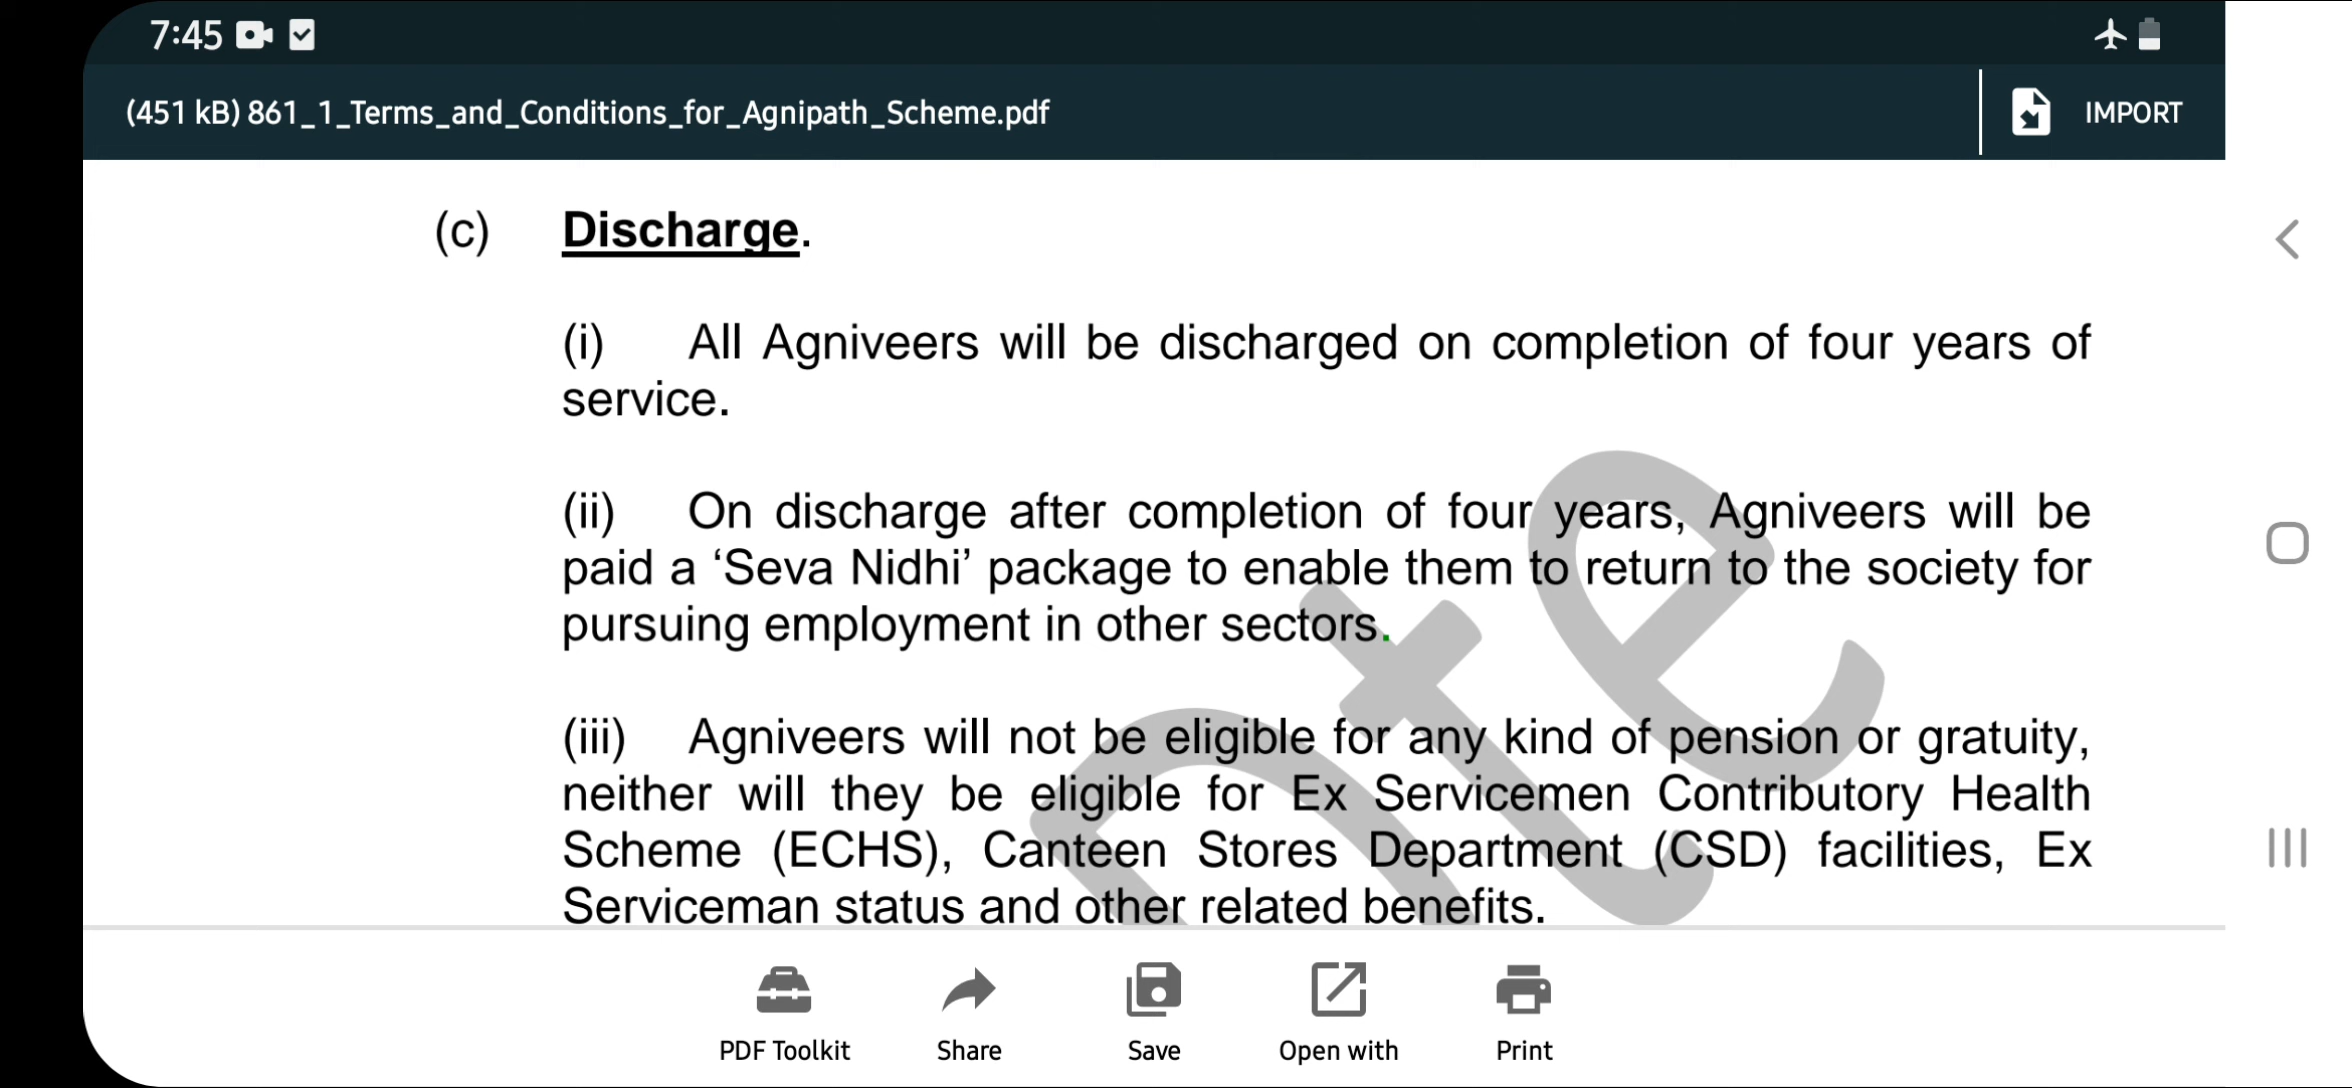 7:45
(451 kB) 861_1_Terms_and_Conditions_for_Agnipath_Scheme.pdf
IMPORT
(c) Discharge.
(i) All Agniveers will be discharged on completion of four years of
service.
(ii) On discharge after completion of four years, Agniveers will be
paid a ‘Seva Nidhi’ package to enable them to return to the society for
pursuing employment in other sectors.
(iii) Agniveers will not be eligible for any kind of pension or gratuity,
neither will they be eligible for Ex Servicemen Contributory Health
Scheme (ECHS), Canteen Stores Department (CSD) facilities, Ex
Serviceman status and other related benefits.
PDF Toolkit Share Save Open with Print